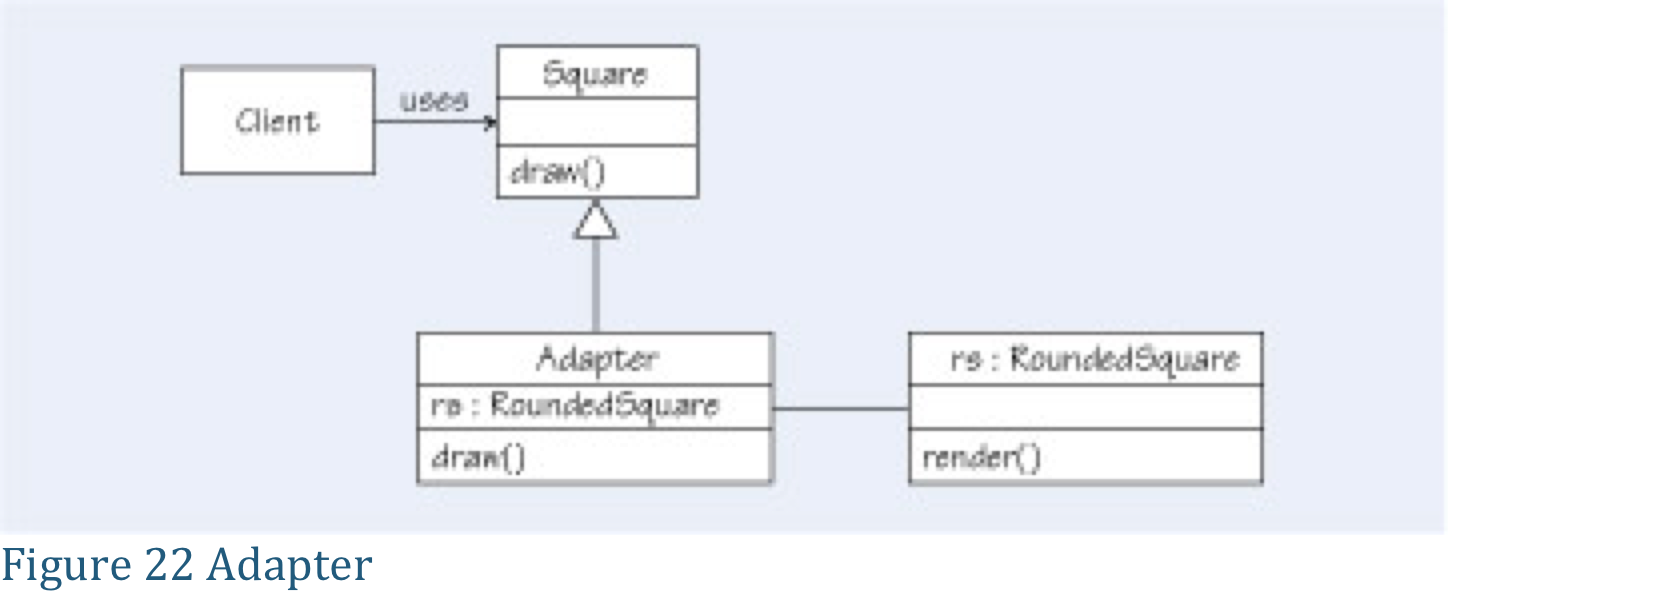 Client
uses
Square
draw()
Adapter
rs : RoundedSquare
draw()
rs : RoundedSquare
render()
Figure 22 Adapter